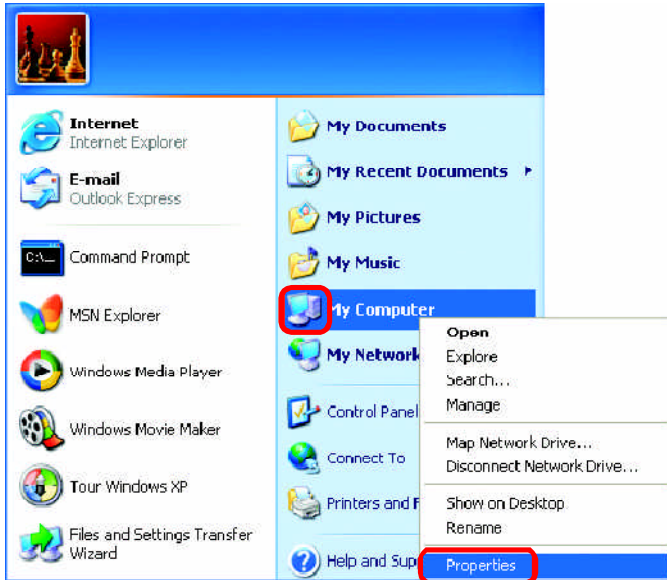 Internet
Internet Explorer
E-mail
Outlook Express
C:\_
Command Prompt
MSN Explorer
Windows Media Player
Windows Movie Maker
Tour Windows XP
Files and Settings Transfer
Wizard
My Documents
My Recent Documents
My Pictures
My Music
My Computer
My Network
Control Panel
Connect To
Printers and F
Help and Sup
Open
Explore
Search...
Manage
Map Network Drive...
Disconnect Network Drive...
Show on Desktop
Rename
Properties